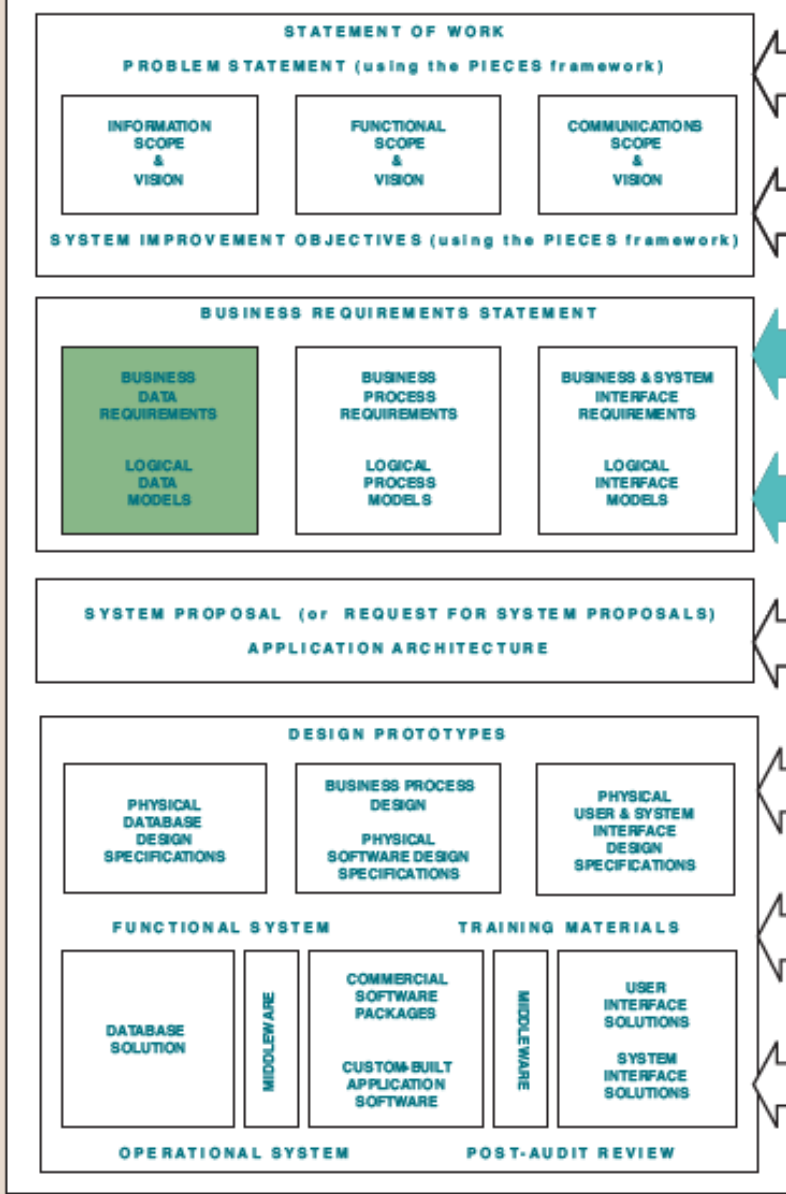 STATEMENT OF WORK
PROBLEM STATEMENT (using the PIECES framework)
INFORMATION
SCOPE
&
VISION
FUNCTIONAL
SCOPE
&
VISION
COMMUNICATIONS
SCOPE
&
VISION
SYSTEM IMPROVEMENT OBJECTIVES (using the PIECES framework)
BUSINESS REQUIREMENTS STATEMENT
BUSINESS
DATA
REQUIREMENTS
LOGICAL
DATA
MODELS
BUSINESS
PROCESS
REQUIREMENTS
LOGICAL
PROCESS
MODELS
BUSINESS & SYSTEM
INTERFACE
REQUIREMENTS
LOGICAL
INTERFACE
MODELS
SYSTEM PROPOSAL (or REQUEST FOR SYSTEM PROPOSALS)
APPLICATION ARCHITECTURE
DESIGN PROTOTYPES
PHYSICAL
DATABASE
DESIGN
SPECIFICATIONS
BUSINESS PROCESS
DESIGN
PHYSICAL
SOFTWARE DESIGN
SPECIFICATIONS
PHYSICAL
USER & SYSTEM
INTERFACE
DESIGN
SPECIFICATIONS
FUNCTIONAL SYSTEM
TRAINING MATERIALS
DATABASE
SOLUTION
MIDDLEWARE
COMMERCIAL
SOFTWARE
PACKAGES
CUSTOM-BUILT
APPLICATION
SOFTWARE
MIDDLEWARE
USER
INTERFACE
SOLUTIONS
SYSTEM
INTERFACE
SOLUTIONS
OPERATIONAL SYSTEM
POST-AUDIT REVIEW